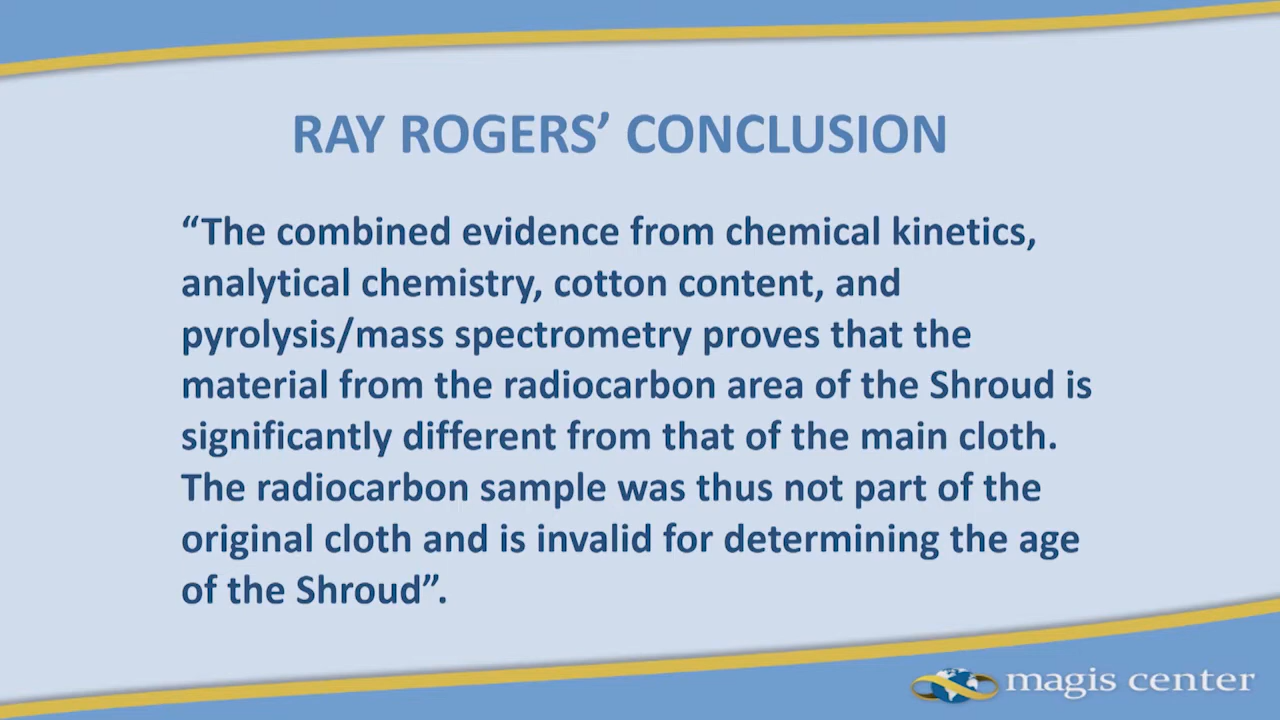 RAY ROGERS’ CONCLUSION
“The combined evidence from chemical kinetics,
analytical chemistry, cotton content, and
pyrolysis/mass spectrometry proves that the
material from the radiocarbon area of the Shroud is
significantly different from that of the main cloth.
The radiocarbon sample was thus not part of the
original cloth and is invalid for determining the age
of the Shroud”.
magis center